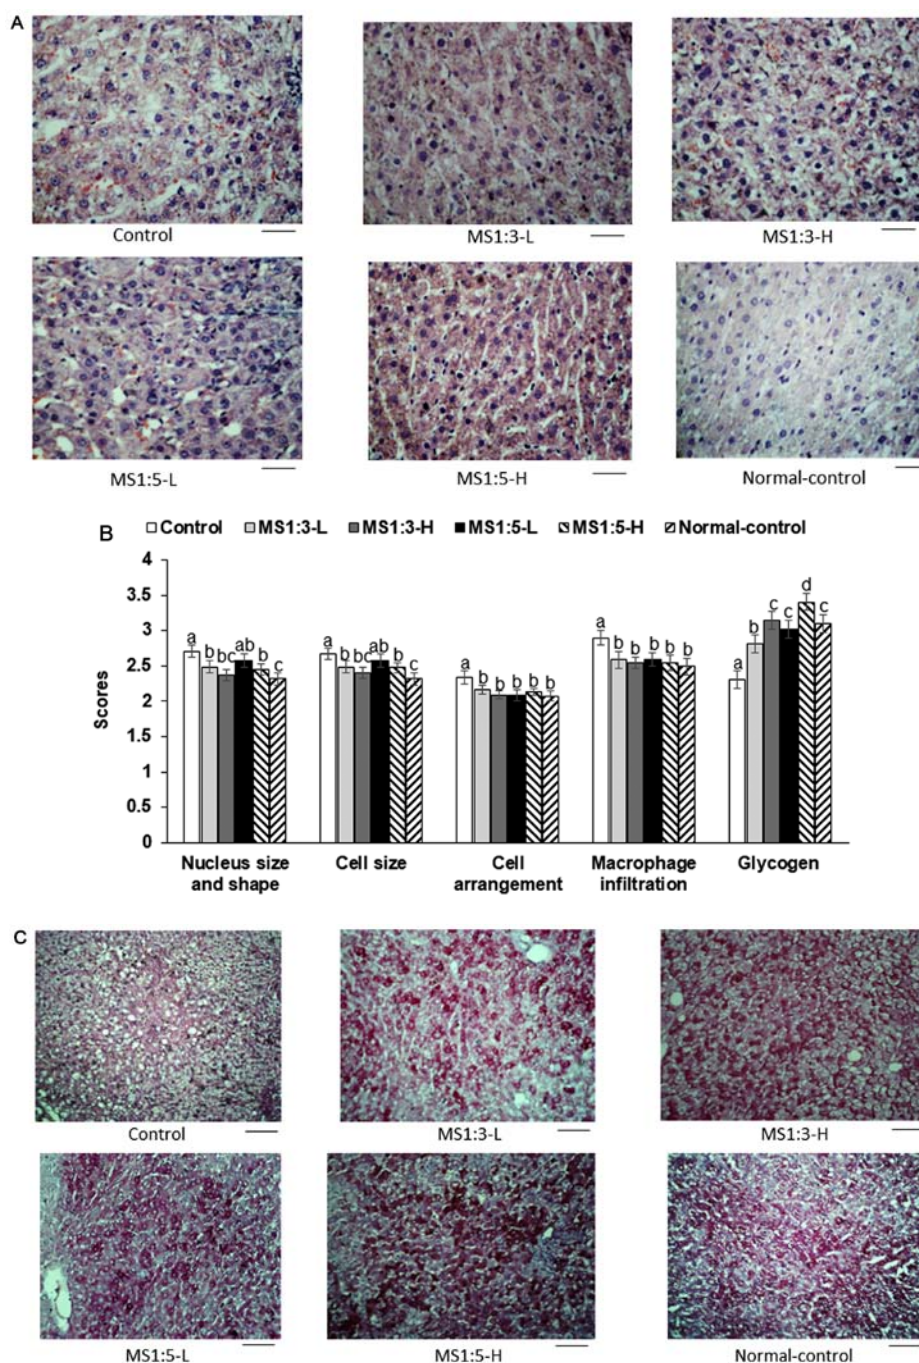 A
Control MS1:3-L MS1:3-H
MS1:5-L MS1:5-H Normal-control
B Control MS1:3-L MS1:3-H MS1:5-L MS1:5-H Normal-control
4
3.5
3
2.5
2
1.5
1
0.5
0
Scores
a b bc ab b c
a b bc ab b c
a b b b b b
a b b b b b
a b c c d c
Nucleus size
and shape
Cell size
Cell
arrangement
Macrophage
infiltration
Glycogen
C
Control MS1:3-L MS1:3-H
MS1:5-L MS1:5-H Normal-control